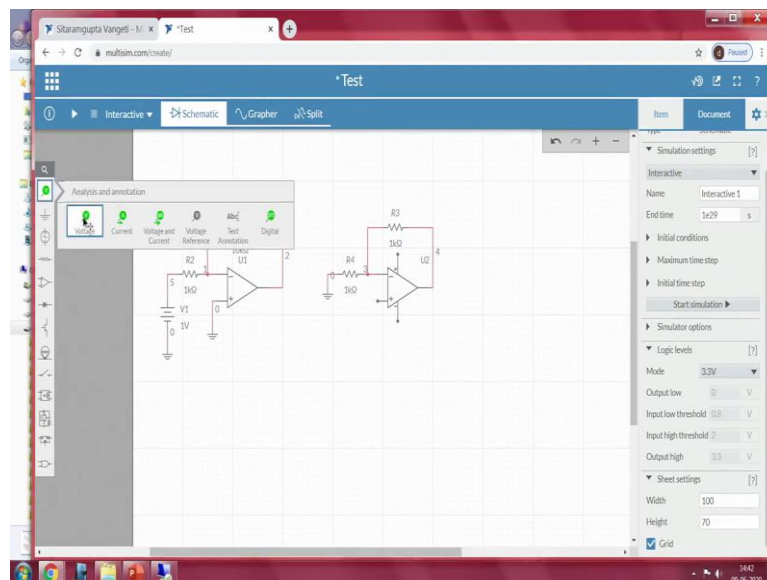 Sitaramgupta Vangeti - M x
*Test x
multisim.com/create/
Paused
*Test
Interactive
Schematic
Grapher
Split
Item
Document
Simulation settings [?]
Interactive
Name Interactive 1
End time 1e29 s
Initial conditions
Maximum time step
Initial time step
Start simulation
Simulator options
Logic levels [?]
Mode 3.3V
Output low 0 V
Input low threshold 0.8 V
Input high threshold 2 V
Output high 3.3 V
Sheet settings [?]
Width 100
Height 70
Grid
Analysis and annotation
Voltage
Current
Voltage and Current
Voltage Reference
Abc
Text Annotation
Digital
R2
1
U1
2
5
1kΩ
V1
0
1V
0
R3
1kΩ
4
R4
3
U2
0
1kΩ
14:42